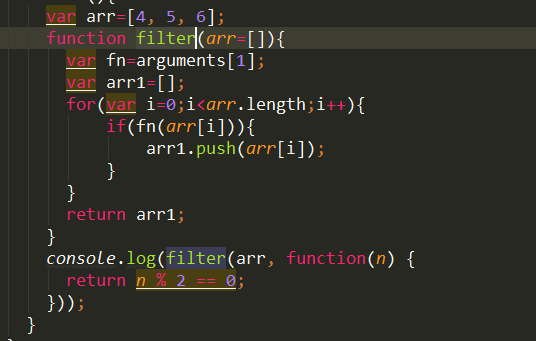 var arr=[4, 5, 6];
function filter(arr=[]){
var fn=arguments[1];
var arr1=[];
for(var i=0;i<arr.length;i++){
if(fn(arr[i])){
arr1.push(arr[i]);
}
}
return arr1;
}
console.log(filter(arr, function(n) {
return n % 2 == 0;
}));
}